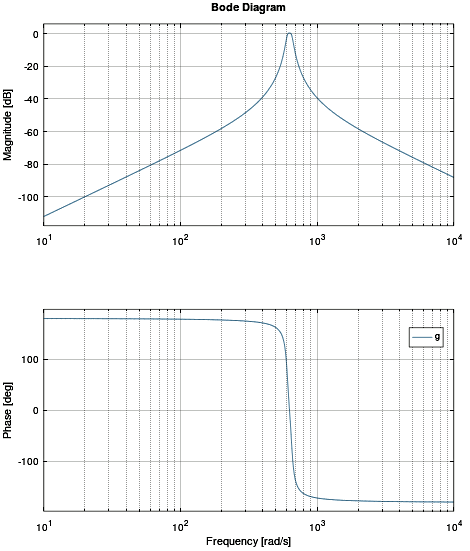 Bode Diagram
0
-20
-40
-60
-80
-100
Magnitude [dB]
10^1 10^2 10^3 10^4
g
100
0
-100
Phase [deg]
10^1 10^2 10^3 10^4
Frequency [rad/s]